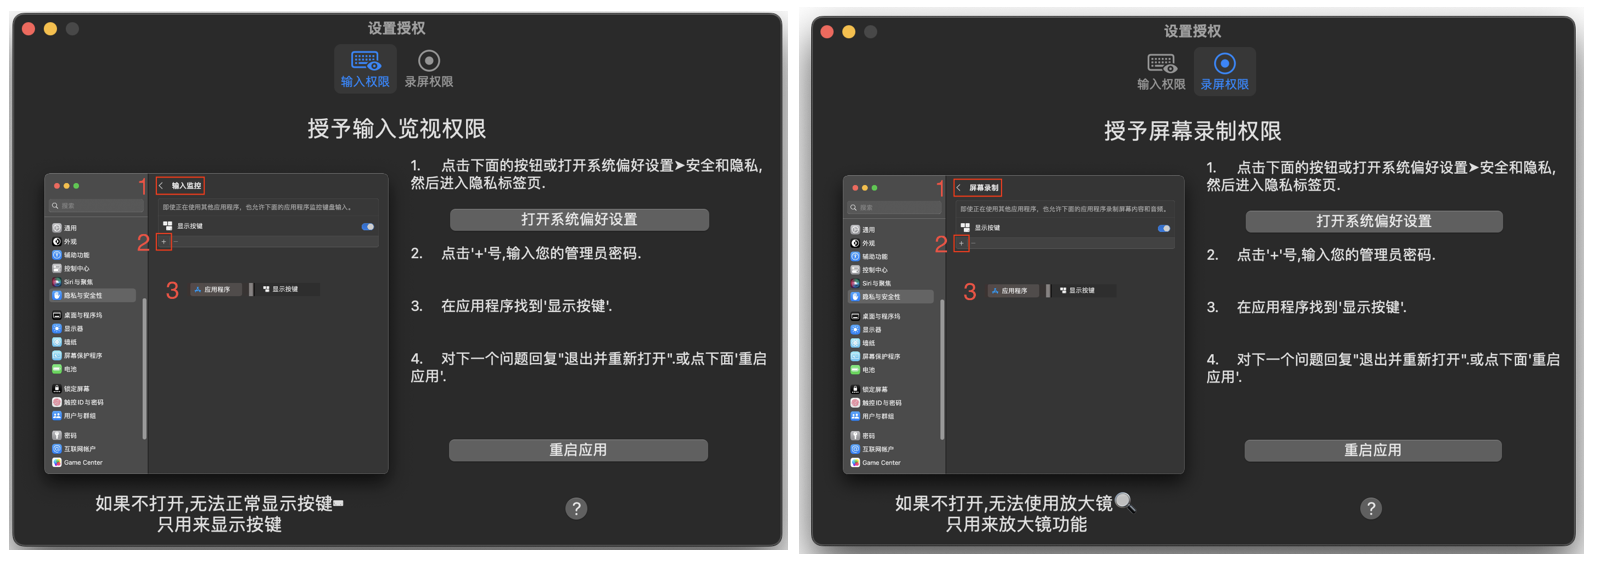 设置授权
输入权限
录屏权限
授予输入览视权限
1
输入监控
搜索
即使正在使用其他应用程序，也允许下面的应用程序监控键盘输入。
显示按键
2
+
−
3
应用程序
显示按键
通用
外观
辅助功能
控制中心
Siri与聚焦
隐私与安全性
桌面与程序坞
显示器
墙纸
屏幕保护程序
电池
锁定屏幕
触控ID与密码
用户与群组
密码
互联网帐户
Game Center
1. 点击下面的按钮或打开系统偏好设置➤安全和隐私,
然后进入隐私标签页.
打开系统偏好设置
2. 点击'+'号,输入您的管理员密码.
3. 在应用程序找到'显示按键'.
4. 对下一个问题回复"退出并重新打开".或点下面'重启
应用'.
重启应用
如果不打开,无法正常显示按键
只用来显示按键
?
设置授权
输入权限
录屏权限
授予屏幕录制权限
1
屏幕录制
搜索
即使正在使用其他应用程序，也允许下面的应用程序录制屏幕内容和音频。
显示按键
2
+
−
3
应用程序
显示按键
通用
外观
辅助功能
控制中心
Siri与聚焦
隐私与安全性
桌面与程序坞
显示器
墙纸
屏幕保护程序
电池
锁定屏幕
触控ID与密码
用户与群组
密码
互联网帐户
Game Center
1. 点击下面的按钮或打开系统偏好设置➤安全和隐私,
然后进入隐私标签页.
打开系统偏好设置
2. 点击'+'号,输入您的管理员密码.
3. 在应用程序找到'显示按键'.
4. 对下一个问题回复"退出并重新打开".或点下面'重启
应用'.
重启应用
如果不打开,无法使用放大镜🔍
只用来放大镜功能
?